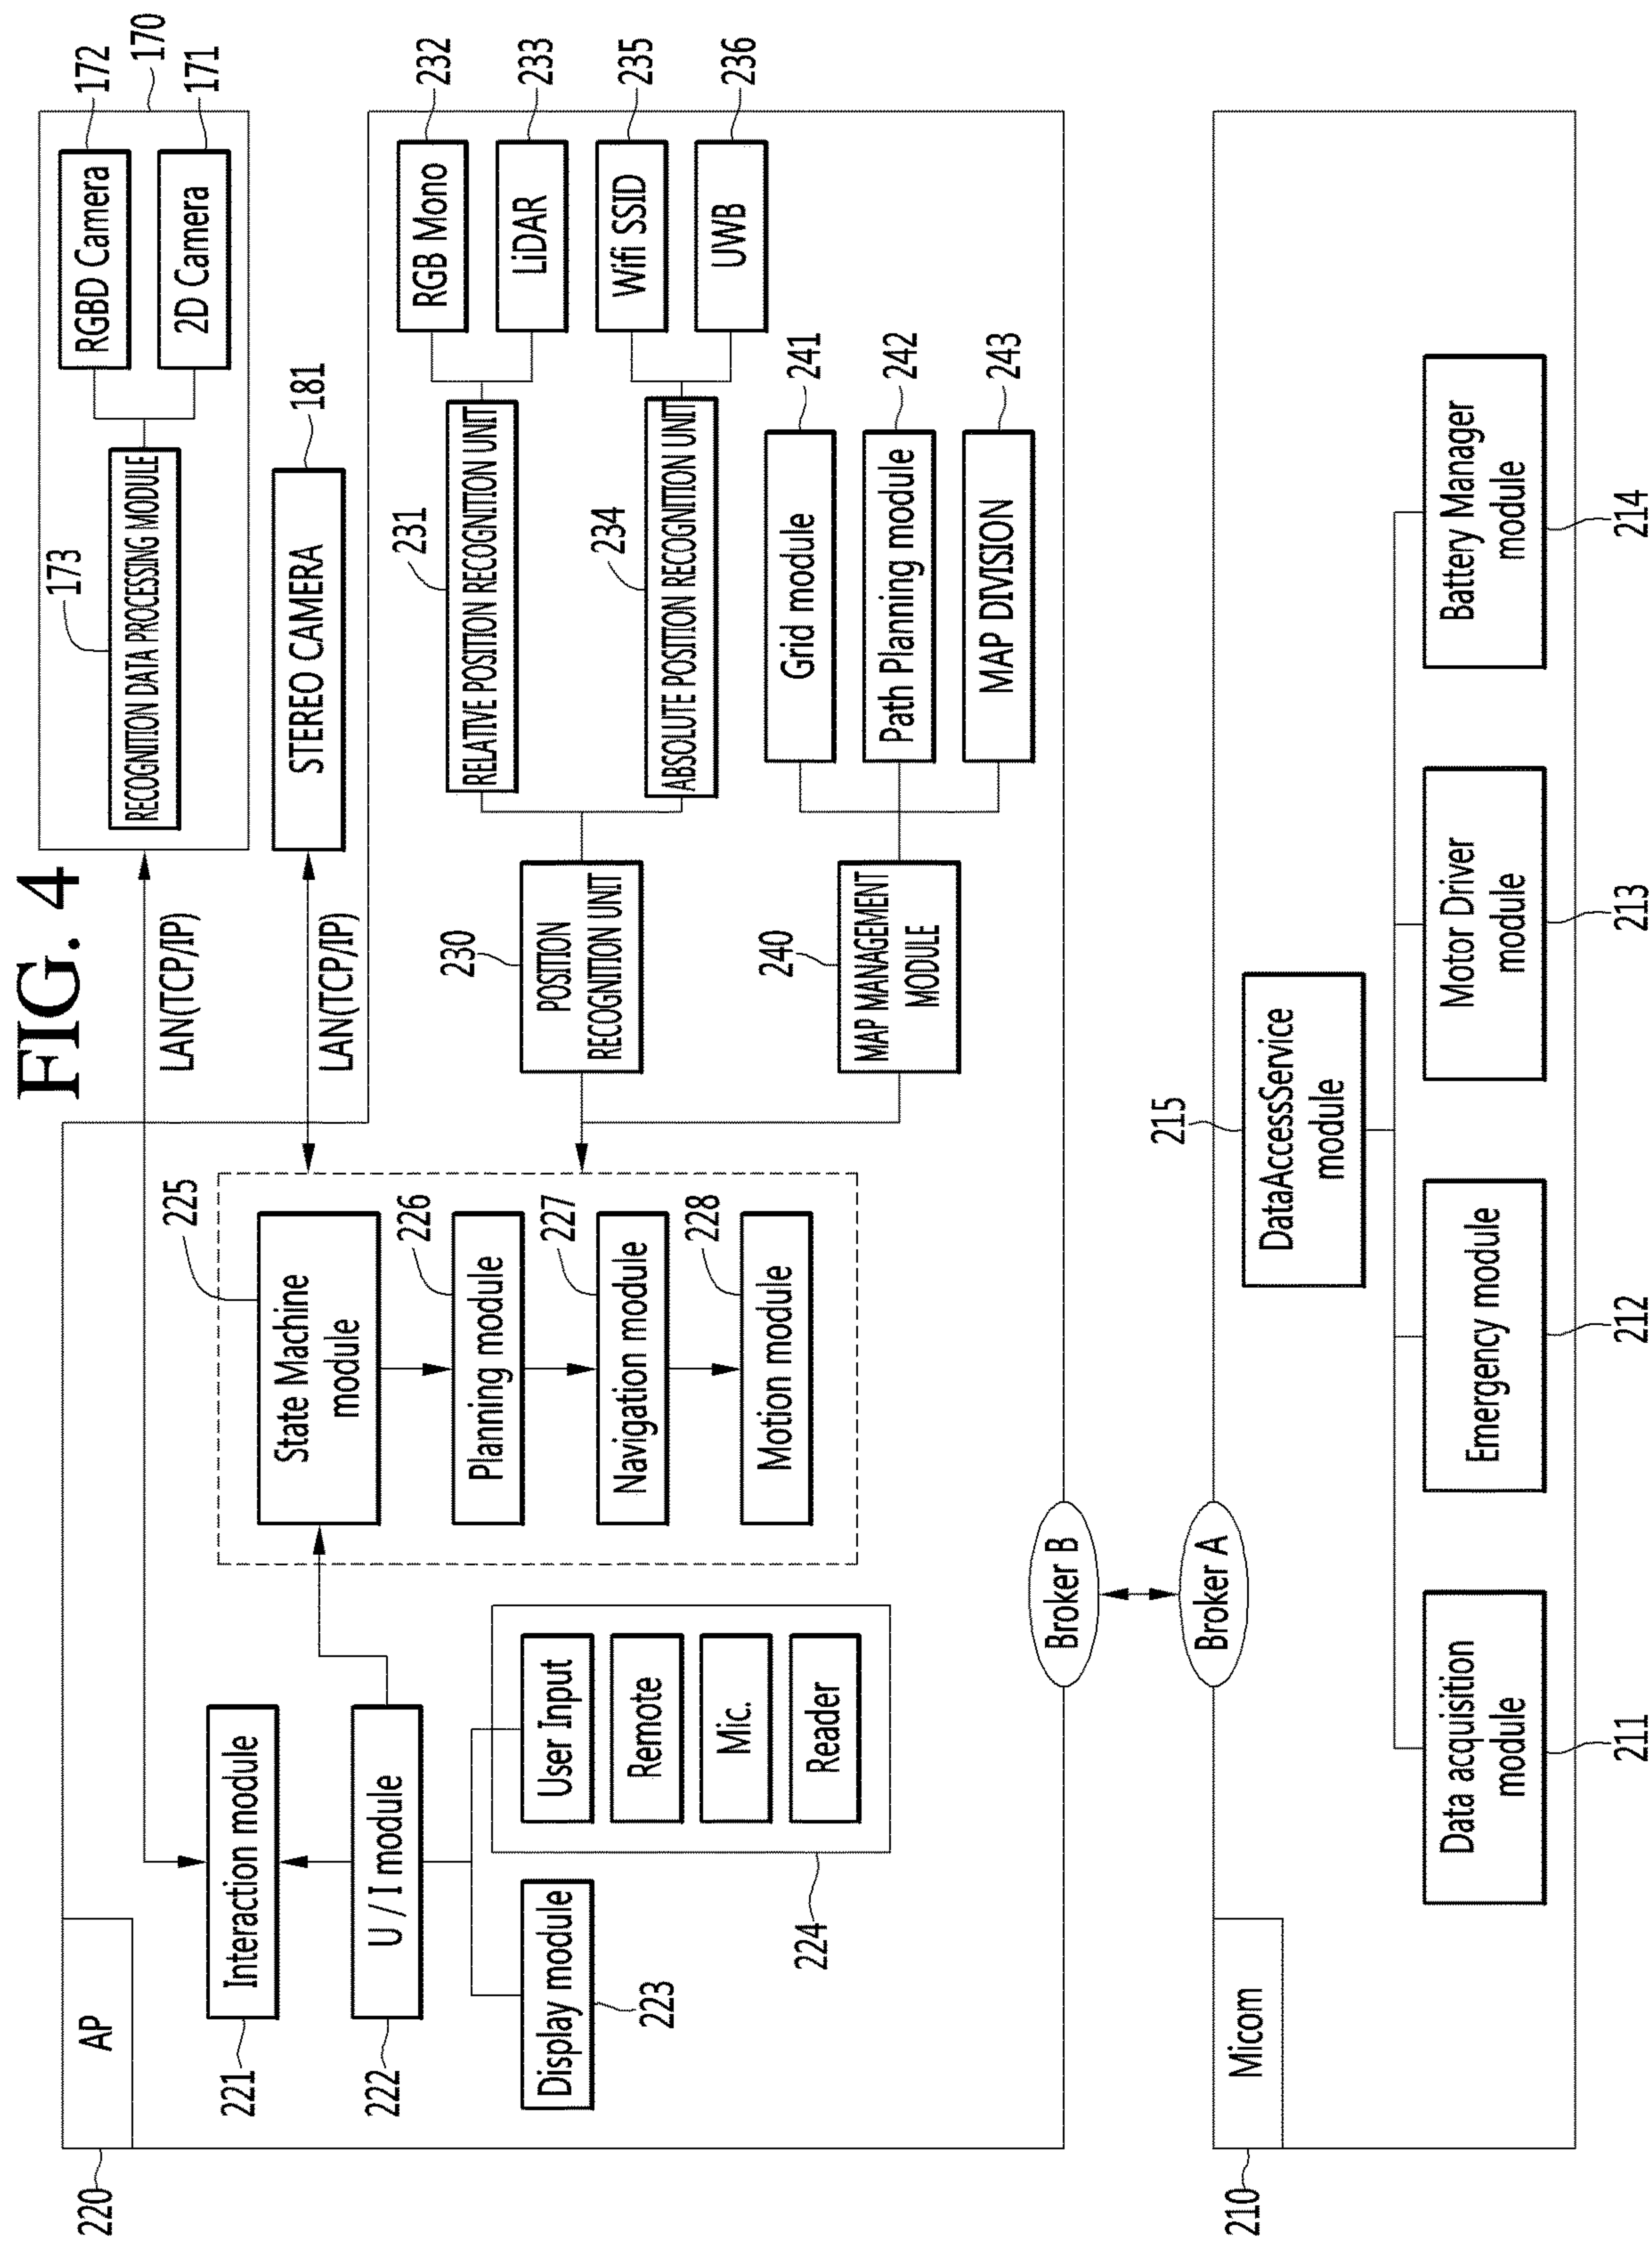 FIG. 4
220
AP
221
Interaction module
222
U / I module
Display module
223
User Input
Remote
Mic.
Reader
224
225
State Machine
module
226
Planning module
227
Navigation module
228
Motion module
LAN(TCP/IP)
LAN(TCP/IP)
170
173
RECOGNITION DATA PROCESSING MODULE
RGBD Camera
172
2D Camera
171
STEREO CAMERA
181
230
POSITION
RECOGNITION UNIT
231
RELATIVE POSITION RECOGNITION UNIT
RGB Mono
232
LiDAR
233
234
ABSOLUTE POSITION RECOGNITION UNIT
Wifi SSID
235
UWB
236
240
MAP MANAGEMENT
MODULE
Grid module
241
Path Planning module
242
MAP DIVISION
243
Broker B
Broker A
210
Micom
215
DataAccessService
module
Data acquisition
module
211
Emergency module
212
Motor Driver
module
213
Battery Manager
module
214